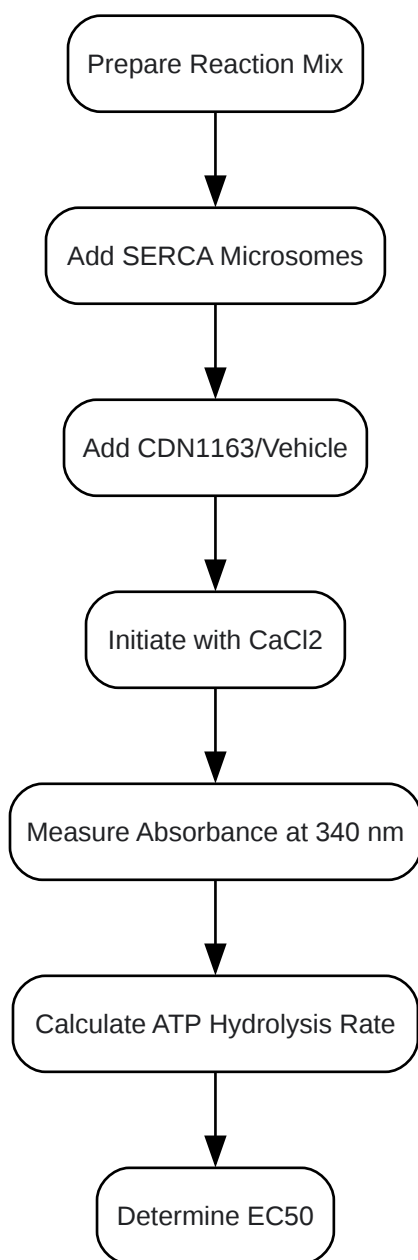 Prepare Reaction Mix
Add SERCA Microsomes
Add CDN1163/Vehicle
Initiate with CaCl2
Measure Absorbance at 340 nm
Calculate ATP Hydrolysis Rate
Determine EC50